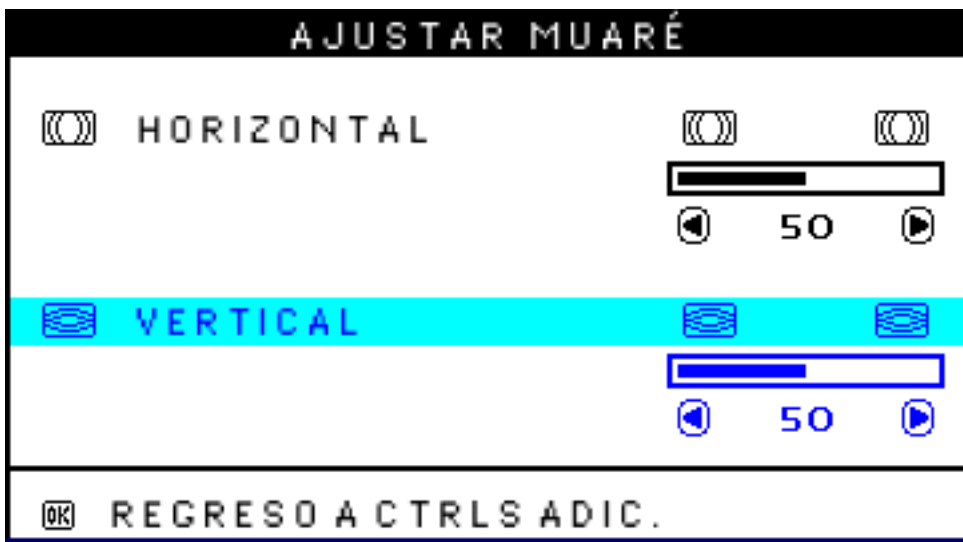 AJUSTAR MUARÉ
HORIZONTAL
50
VERTICAL
50
OK REGRESO A CTRLS ADIC.